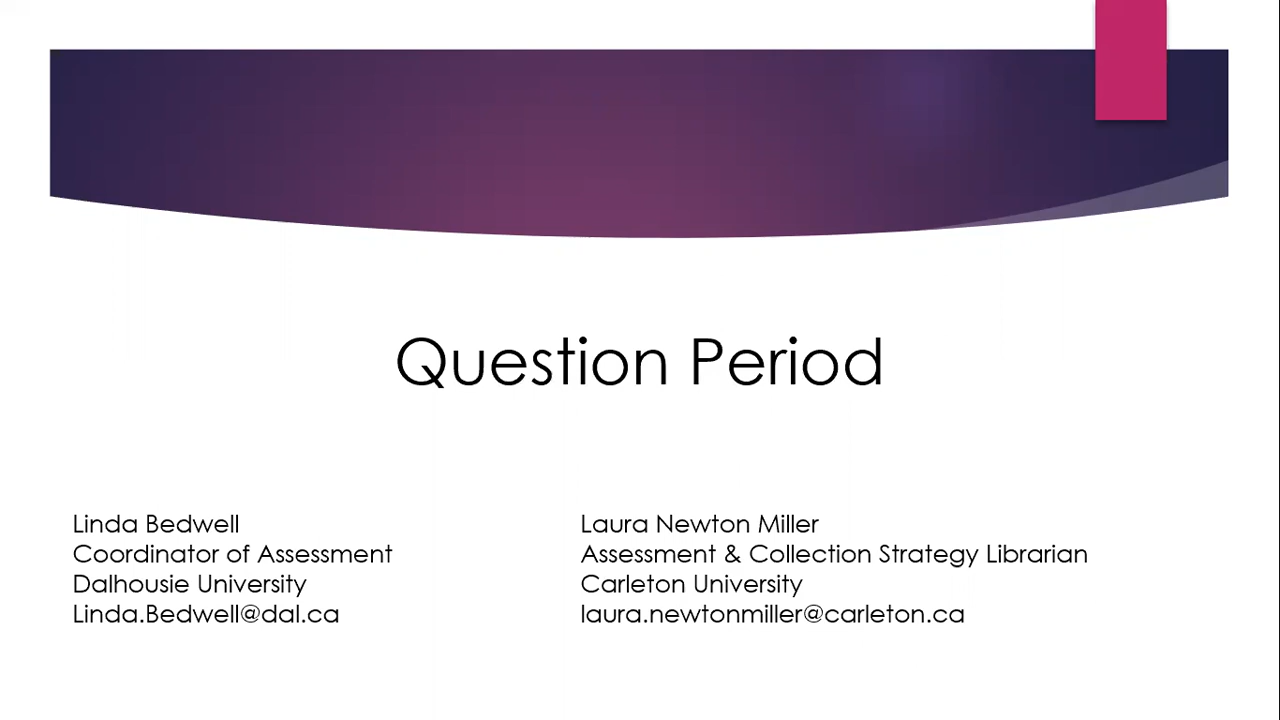 Question Period
Linda Bedwell
Coordinator of Assessment
Dalhousie University
Linda.Bedwell@dal.ca
Laura Newton Miller
Assessment & Collection Strategy Librarian
Carleton University
laura.newtonmiller@carleton.ca